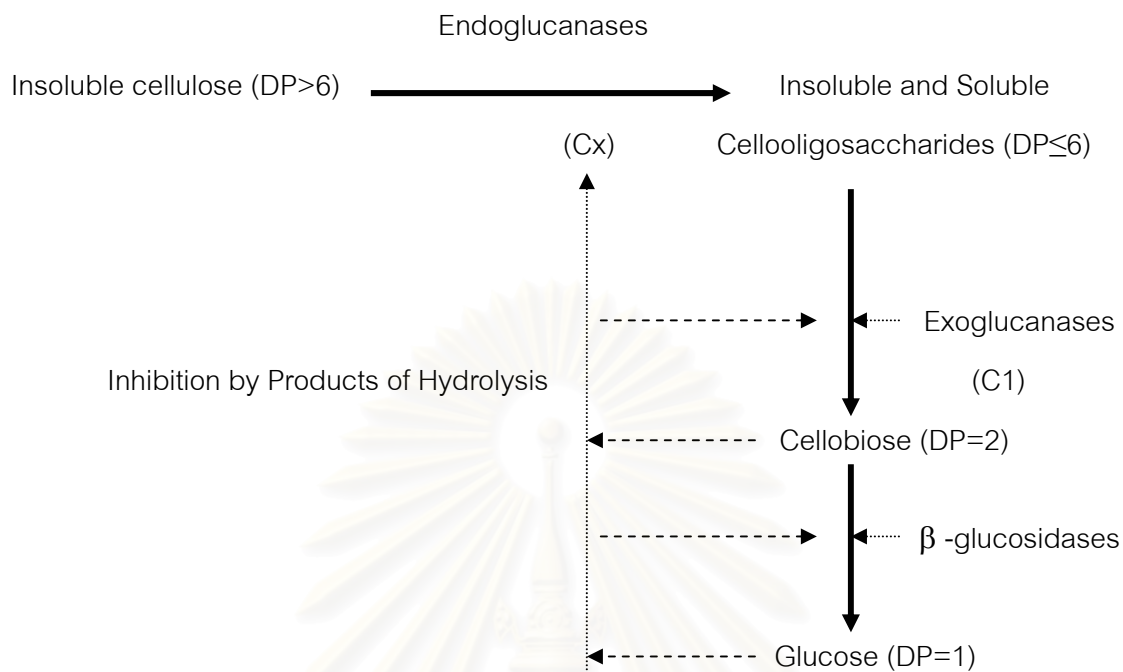 Endoglucanases
Insoluble cellulose (DP>6)
Insoluble and Soluble
(Cx)
Cellooligosaccharides (DP≤6)
Exoglucanases
Inhibition by Products of Hydrolysis
(C1)
Cellobiose (DP=2)
β -glucosidases
Glucose (DP=1)